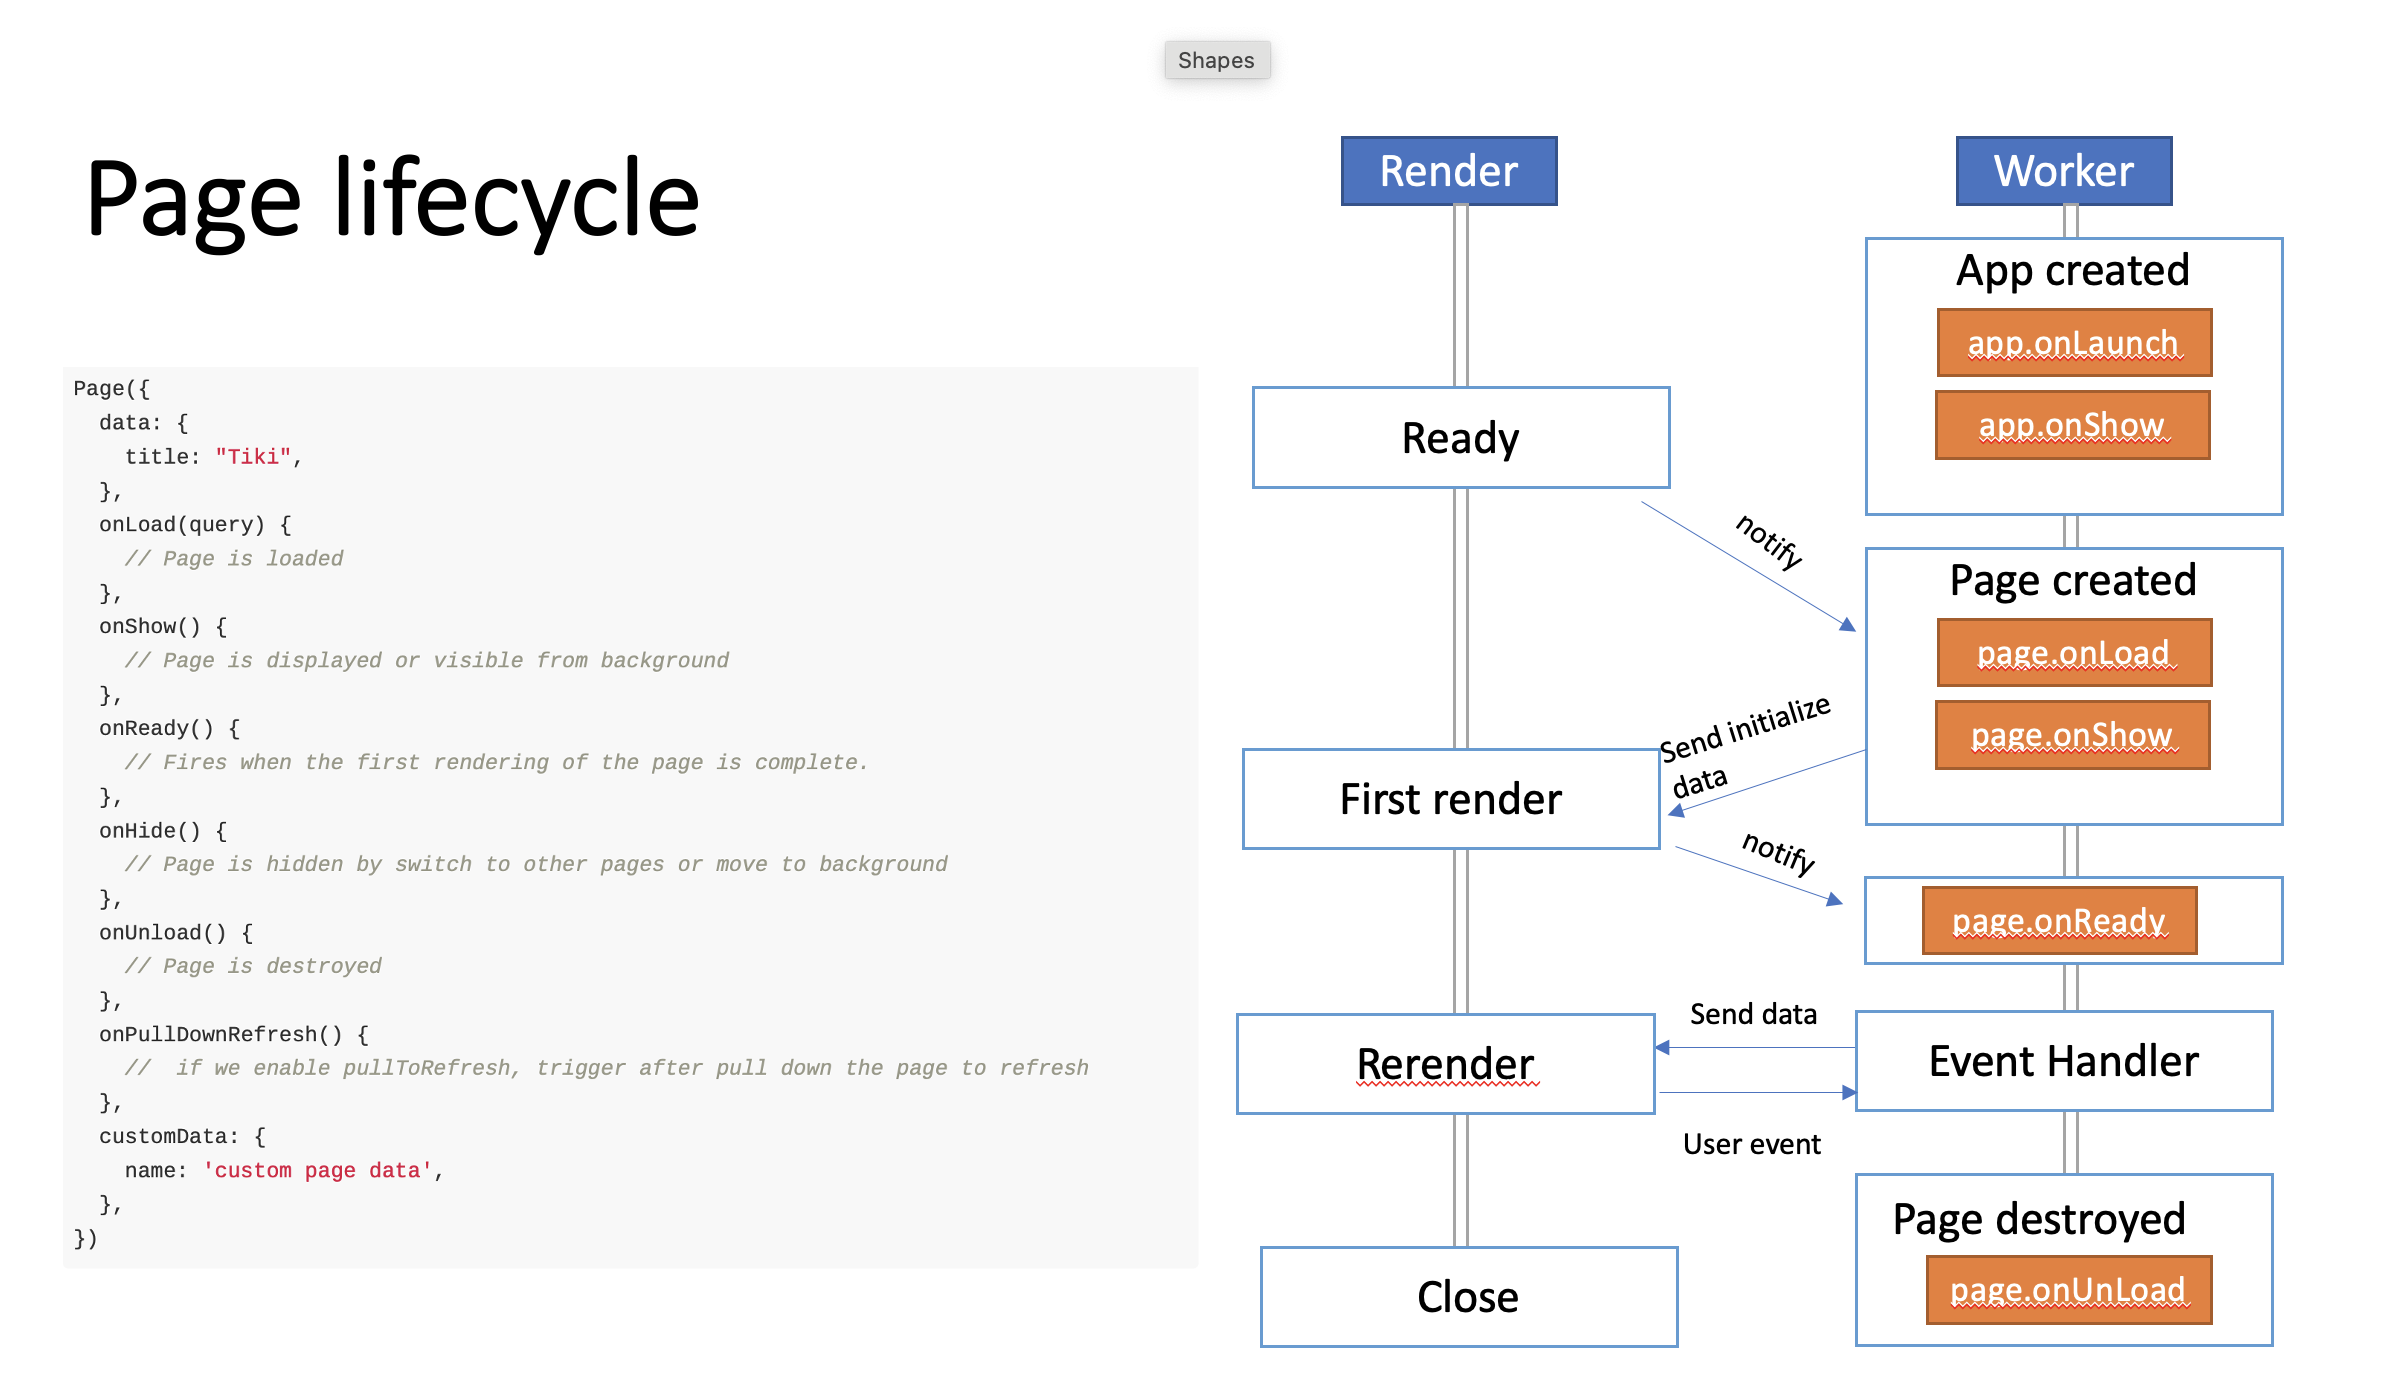 Shapes
Page lifecycle
Page({
  data: {
    title: "Tiki",
  },
  onLoad(query) {
    // Page is loaded
  },
  onShow() {
    // Page is displayed or visible from background
  },
  onReady() {
    // Fires when the first rendering of the page is complete.
  },
  onHide() {
    // Page is hidden by switch to other pages or move to background
  },
  onUnload() {
    // Page is destroyed
  },
  onPullDownRefresh() {
    //  if we enable pullToRefresh, trigger after pull down the page to refresh
  },
  customData: {
    name: 'custom page data',
  },
})
Render
Ready
First render
Rerender
Close
notify
Send initialize
data
notify
Send data
User event
Worker
App created
app.onLaunch
app.onShow
Page created
page.onLoad
page.onShow
page.onReady
Event Handler
Page destroyed
page.onUnLoad